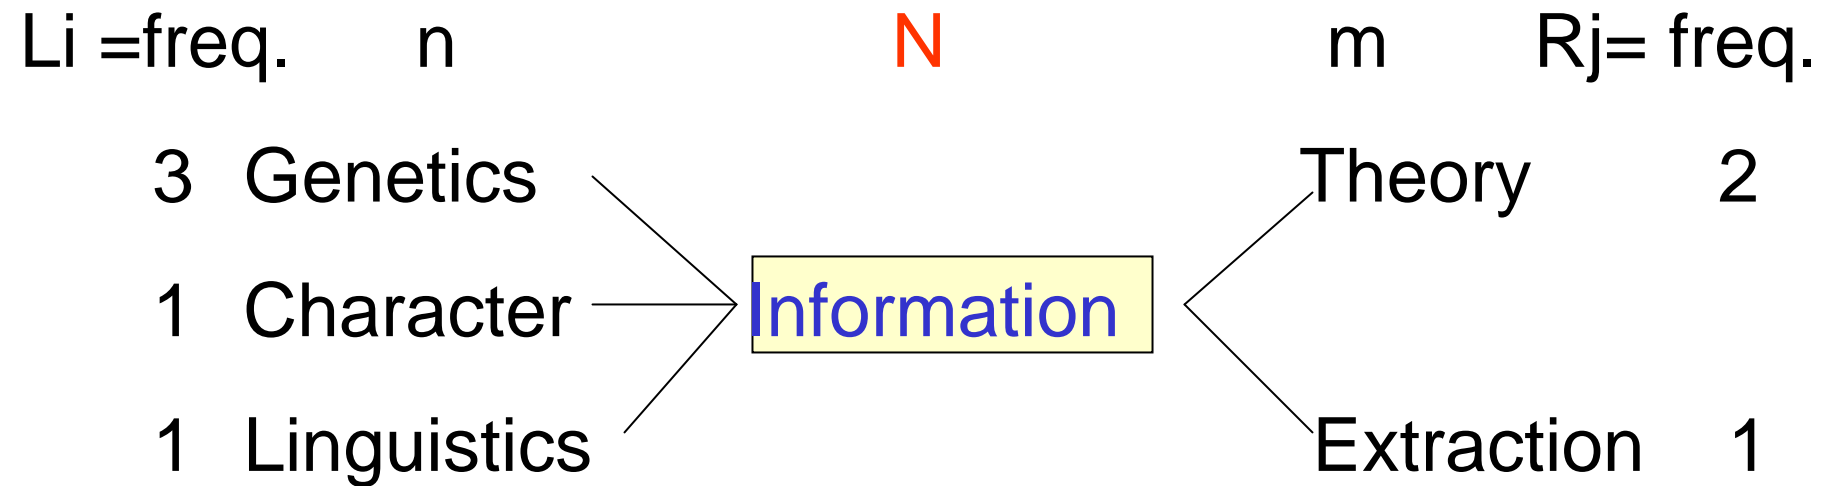 Li =freq. n N m Rj= freq.
3 Genetics Theory 2
1 Character Information
1 Linguistics Extraction 1